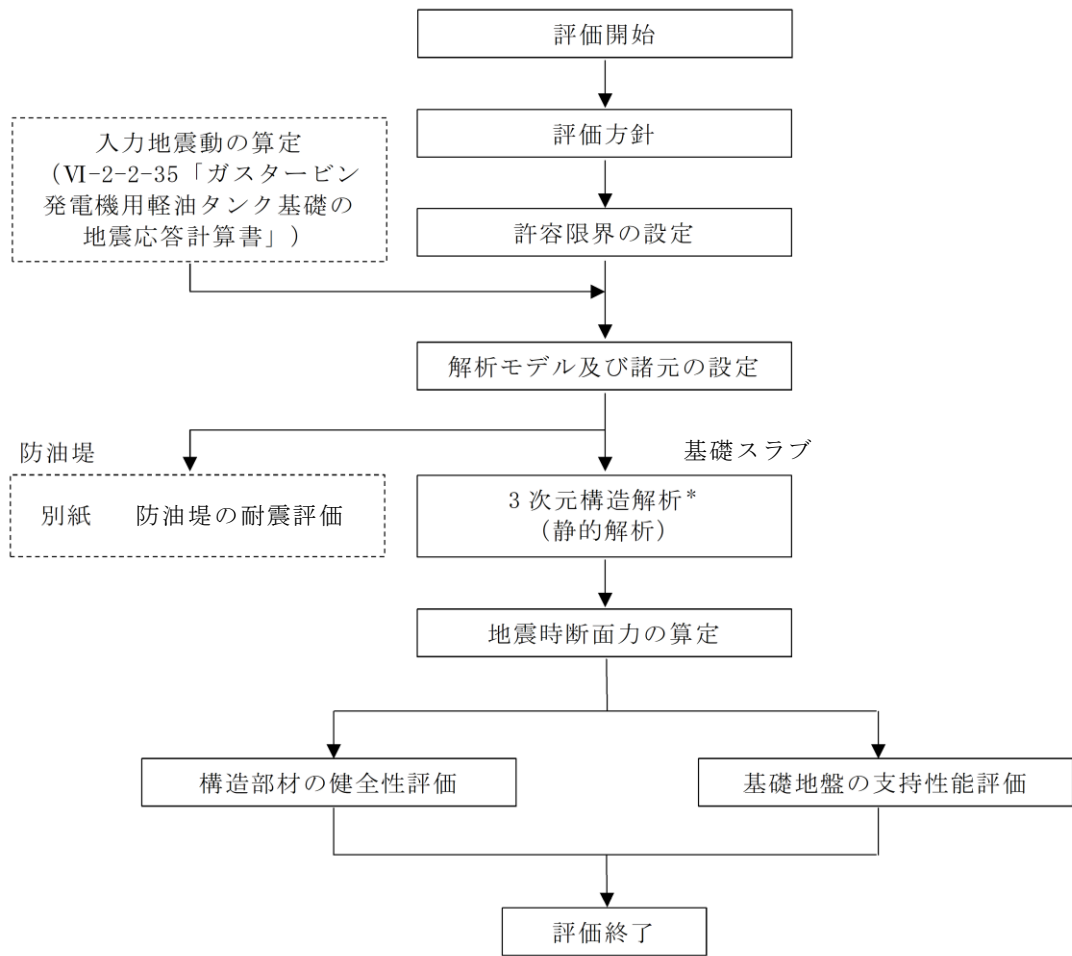 評価開始
評価方針
入力地震動の算定
（Ⅵ-2-2-35「ガスタービン
発電機用軽油タンク基礎の
地震応答計算書」）
許容限界の設定
解析モデル及び諸元の設定
防油堤
基礎スラブ
別紙　　防油堤の耐震評価
3 次元構造解析*
（静的解析）
地震時断面力の算定
構造部材の健全性評価
基礎地盤の支持性能評価
評価終了